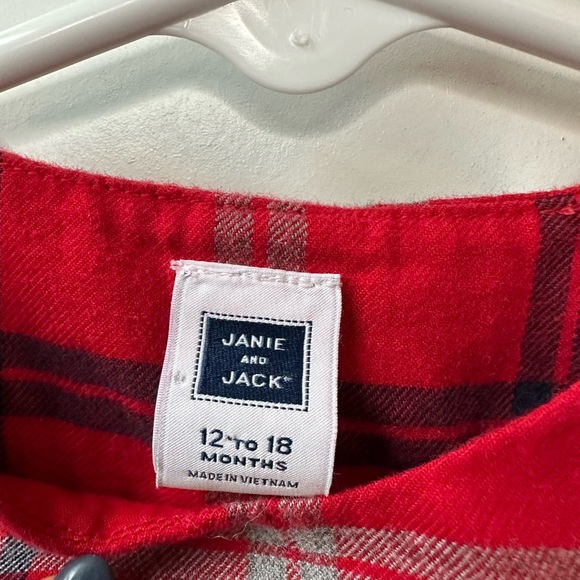 JANIE
AND
JACK
12 TO 18
MONTHS
MADE IN VIETNAM